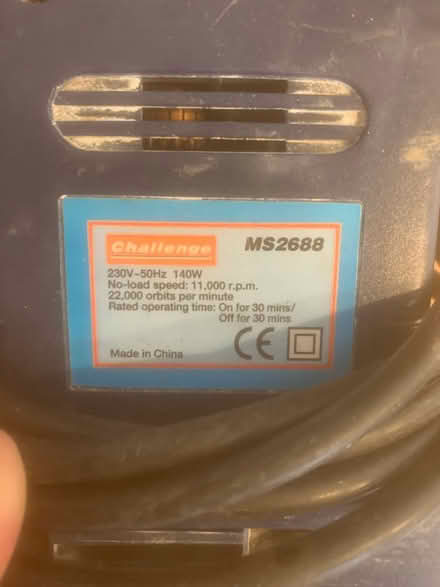 Challenge MS2688
230V~50Hz 140W
No-load speed: 11,000 r.p.m.
22,000 orbits per minute
Rated operating time: On for 30 mins/
Off for 30 mins
Made in China CE